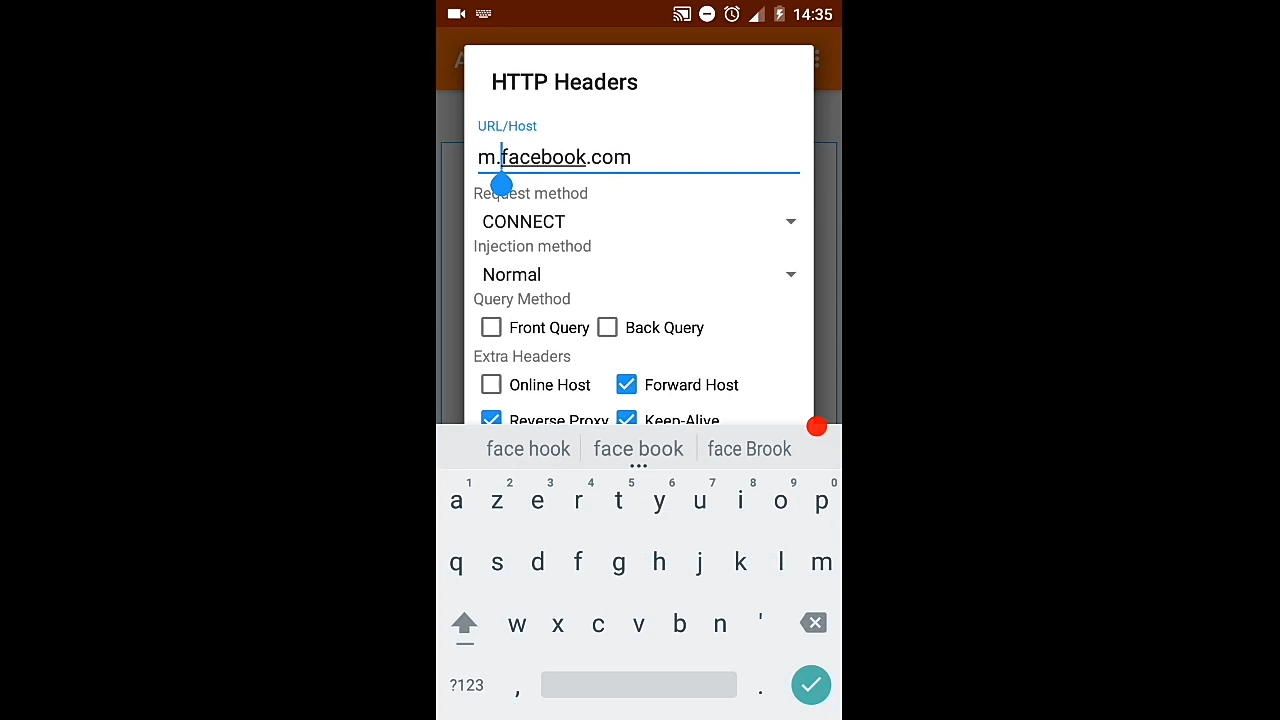 14:35
A
HTTP Headers
URL/Host
m.facebook.com
Request method
CONNECT
Injection method
Normal
Query Method
Front Query Back Query
Extra Headers
Online Host Forward Host
Reverse Proxy Keep-Alive
face hook face book face Brook
1 2 3 4 5 6 7 8 9 0
a z e r t y u i o p
q s d f g h j k l m
w x c v b n '
?123 , .